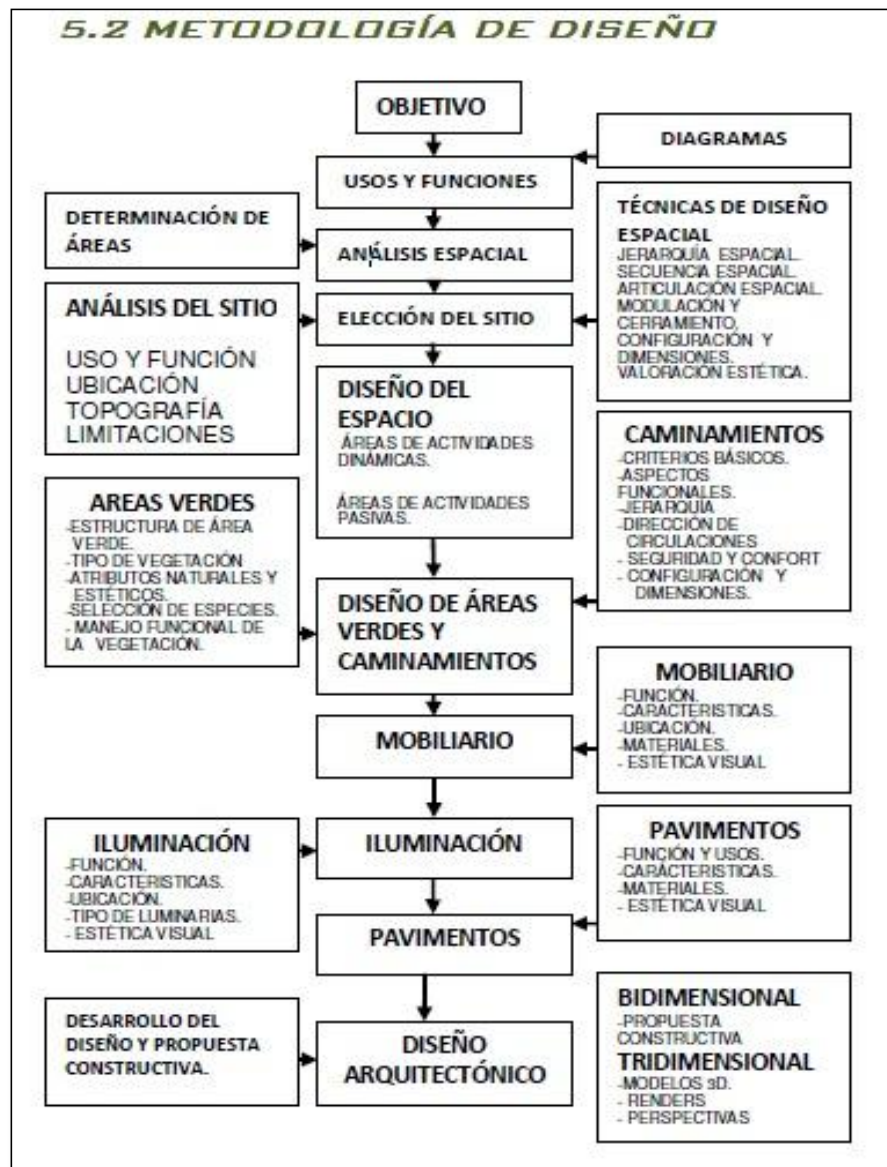 5.2 METODOLOGÍA DE DISEÑO
OBJETIVO
DIAGRAMAS
USOS Y FUNCIONES
DETERMINACIÓN DE
ÁREAS
ANÁLISIS ESPACIAL
TÉCNICAS DE DISEÑO
ESPACIAL
JERARQUÍA ESPACIAL.
SECUENCIA ESPACIAL.
ARTICULACIÓN ESPACIAL.
MODULACIÓN Y
CERRAMIENTO,
CONFIGURACIÓN Y
DIMENSIONES.
VALORACIÓN ESTÉTICA.
ANÁLISIS DEL SITIO
USO Y FUNCIÓN
UBICACIÓN
TOPOGRAFÍA
LIMITACIONES
ELECCIÓN DEL SITIO
DISEÑO DEL
ESPACIO
ÁREAS DE ACTIVIDADES
DINÁMICAS.
ÁREAS DE ACTIVIDADES
PASIVAS.
CAMINAMIENTOS
-CRITERIOS BÁSICOS.
-ASPECTOS
FUNCIONALES.
-JERARQUÍA
-DIRECCIÓN DE
CIRCULACIONES
- SEGURIDAD Y CONFORT
- CONFIGURACIÓN Y
DIMENSIONES.
AREAS VERDES
-ESTRUCTURA DE ÁREA
VERDE.
-TIPO DE VEGETACIÓN
-ATRIBUTOS NATURALES Y
ESTÉTICOS.
-SELECCIÓN DE ESPECIES.
- MANEJO FUNCIONAL DE
LA VEGETACIÓN.
DISEÑO DE ÁREAS
VERDES Y
CAMINAMIENTOS
MOBILIARIO
-FUNCIÓN.
-CARACTERISTICAS.
-UBICACIÓN.
-MATERIALES.
- ESTÉTICA VISUAL
MOBILIARIO
ILUMINACIÓN
-FUNCIÓN.
-CARACTERISTICAS.
-UBICACIÓN.
-TIPO DE LUMINARIAS.
- ESTÉTICA VISUAL
ILUMINACIÓN
PAVIMENTOS
-FUNCIÓN Y USOS.
-CARACTERISTICAS.
-MATERIALES.
- ESTÉTICA VISUAL
PAVIMENTOS
DESARROLLO DEL
DISEÑO Y PROPUESTA
CONSTRUCTIVA.
DISEÑO
ARQUITECTÓNICO
BIDIMENSIONAL
-PROPUESTA
CONSTRUCTIVA
TRIDIMENSIONAL
-MODELOS 3D.
- RENDERS
- PERSPECTIVAS